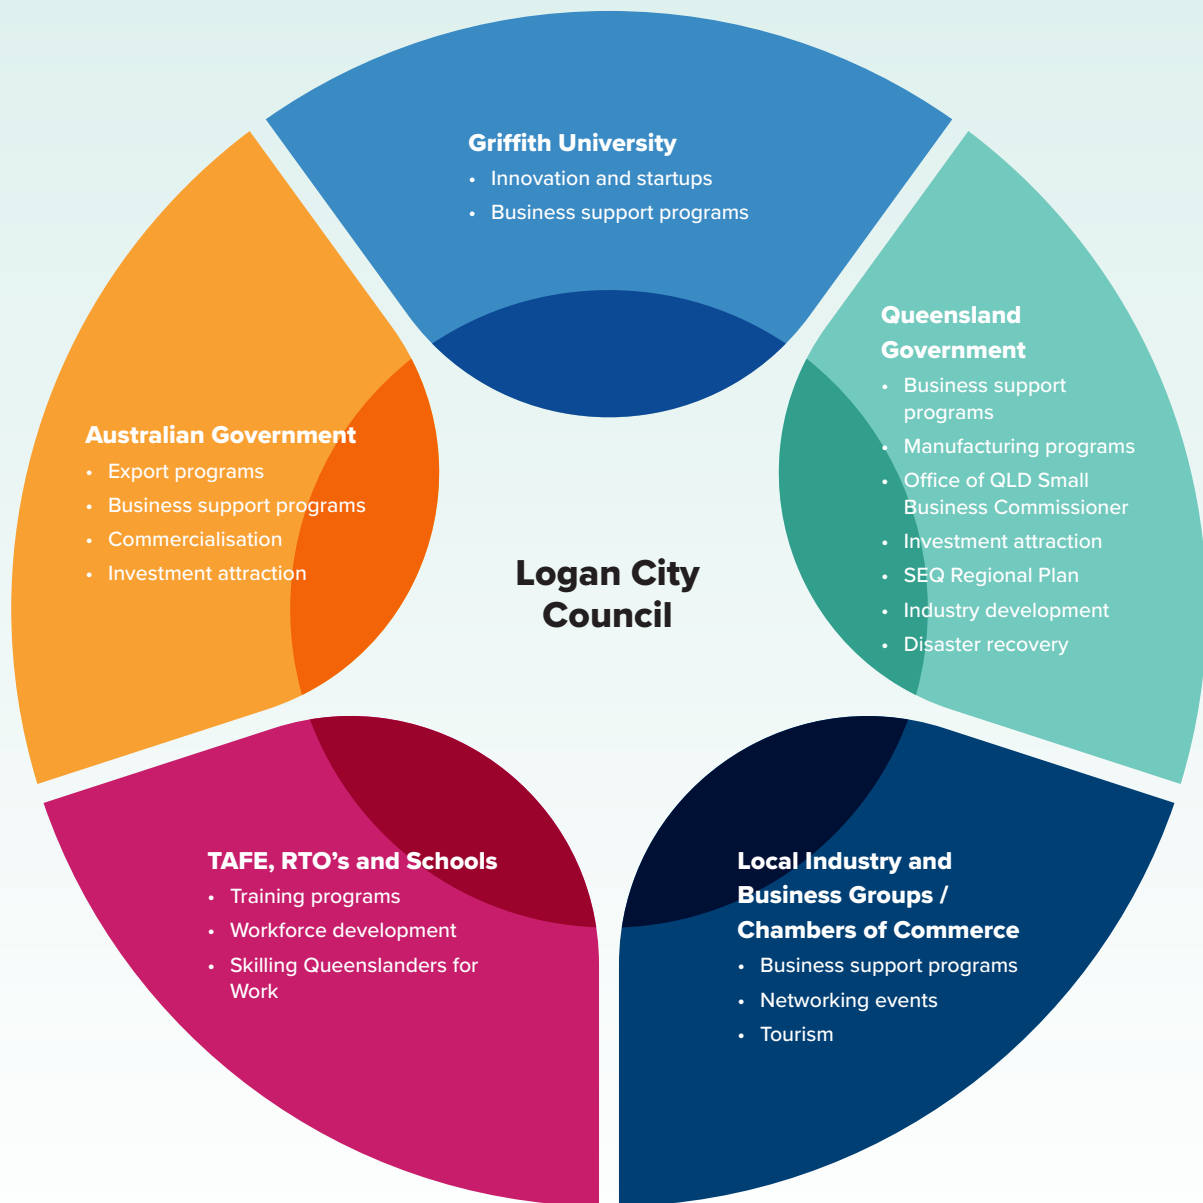 Griffith University
• Innovation and startups
• Business support programs
Queensland
Government
• Business support
programs
• Manufacturing programs
• Office of QLD Small
Business Commissioner
• Investment attraction
• SEQ Regional Plan
• Industry development
• Disaster recovery
Australian Government
• Export programs
• Business support programs
• Commercialisation
• Investment attraction
Logan City
Council
TAFE, RTO’s and Schools
• Training programs
• Workforce development
• Skilling Queenslanders for
Work
Local Industry and
Business Groups /
Chambers of Commerce
• Business support programs
• Networking events
• Tourism